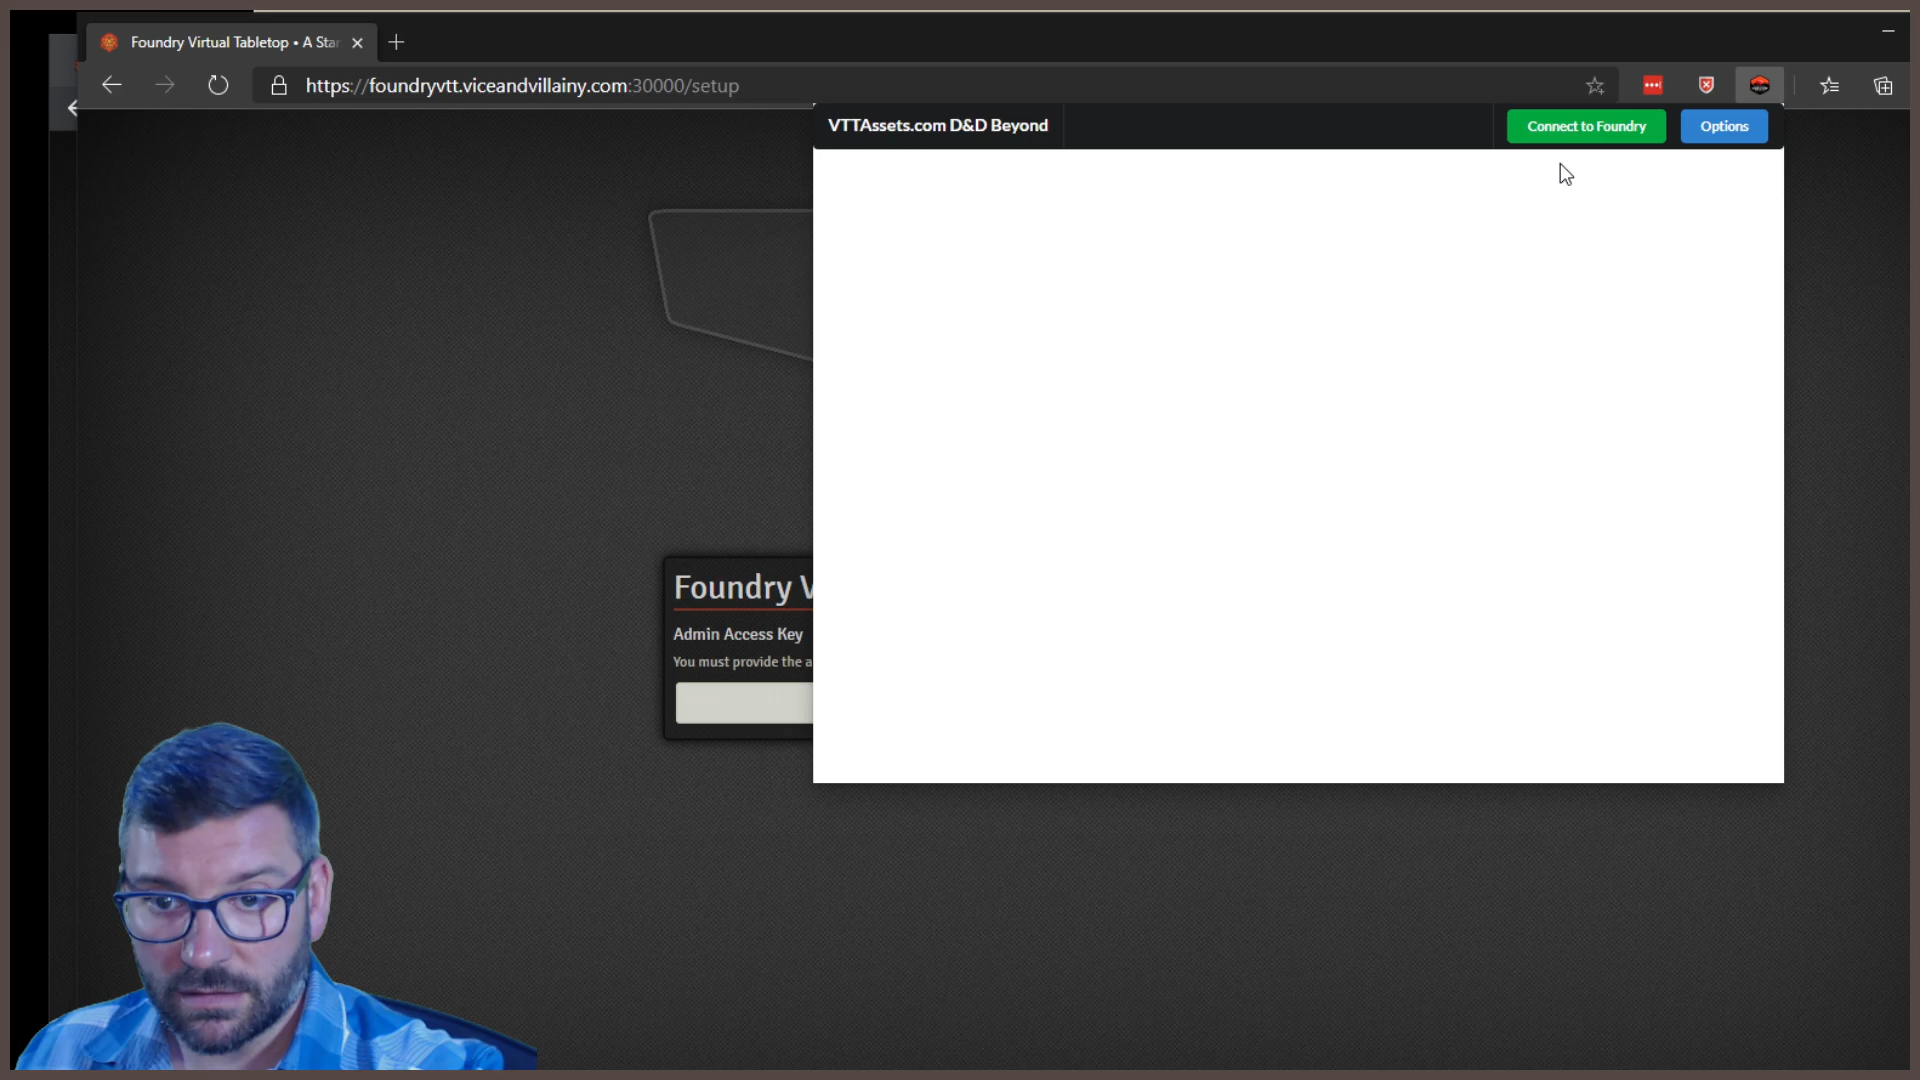 Foundry Virtual Tabletop • A Star
https://foundryvtt.viceandvillainy.com:30000/setup
VTTAssets.com D&D Beyond
Connect to Foundry
Options
Foundry V
Admin Access Key
You must provide the a